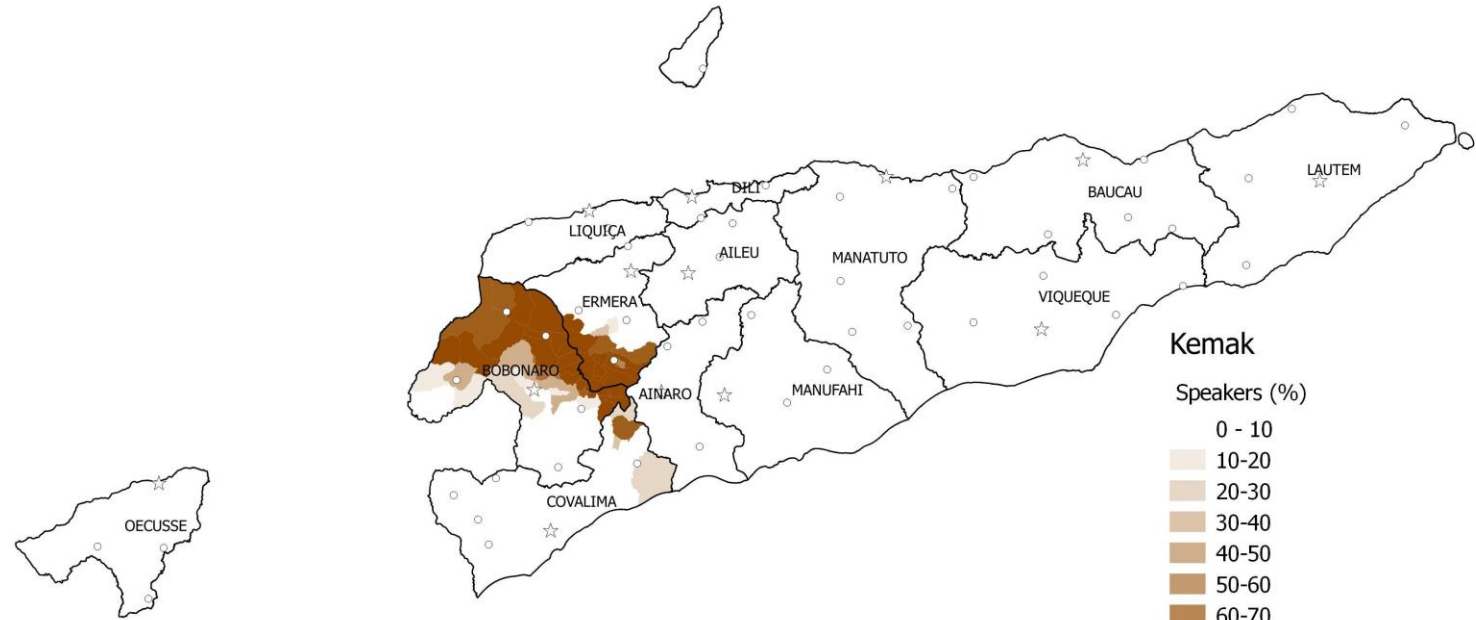 LAUTEM
DILI
BAUCAU
LIQUIÇA
AILEU
MANATUTO
VIQUEQUE
ERMERA
Kemak
BOBONARO
AINARO
MANUFAHI
Speakers (%)
0 - 10
10-20
20-30
COVALIMA
30-40
OECUSSE
40-50
50-60
60-70